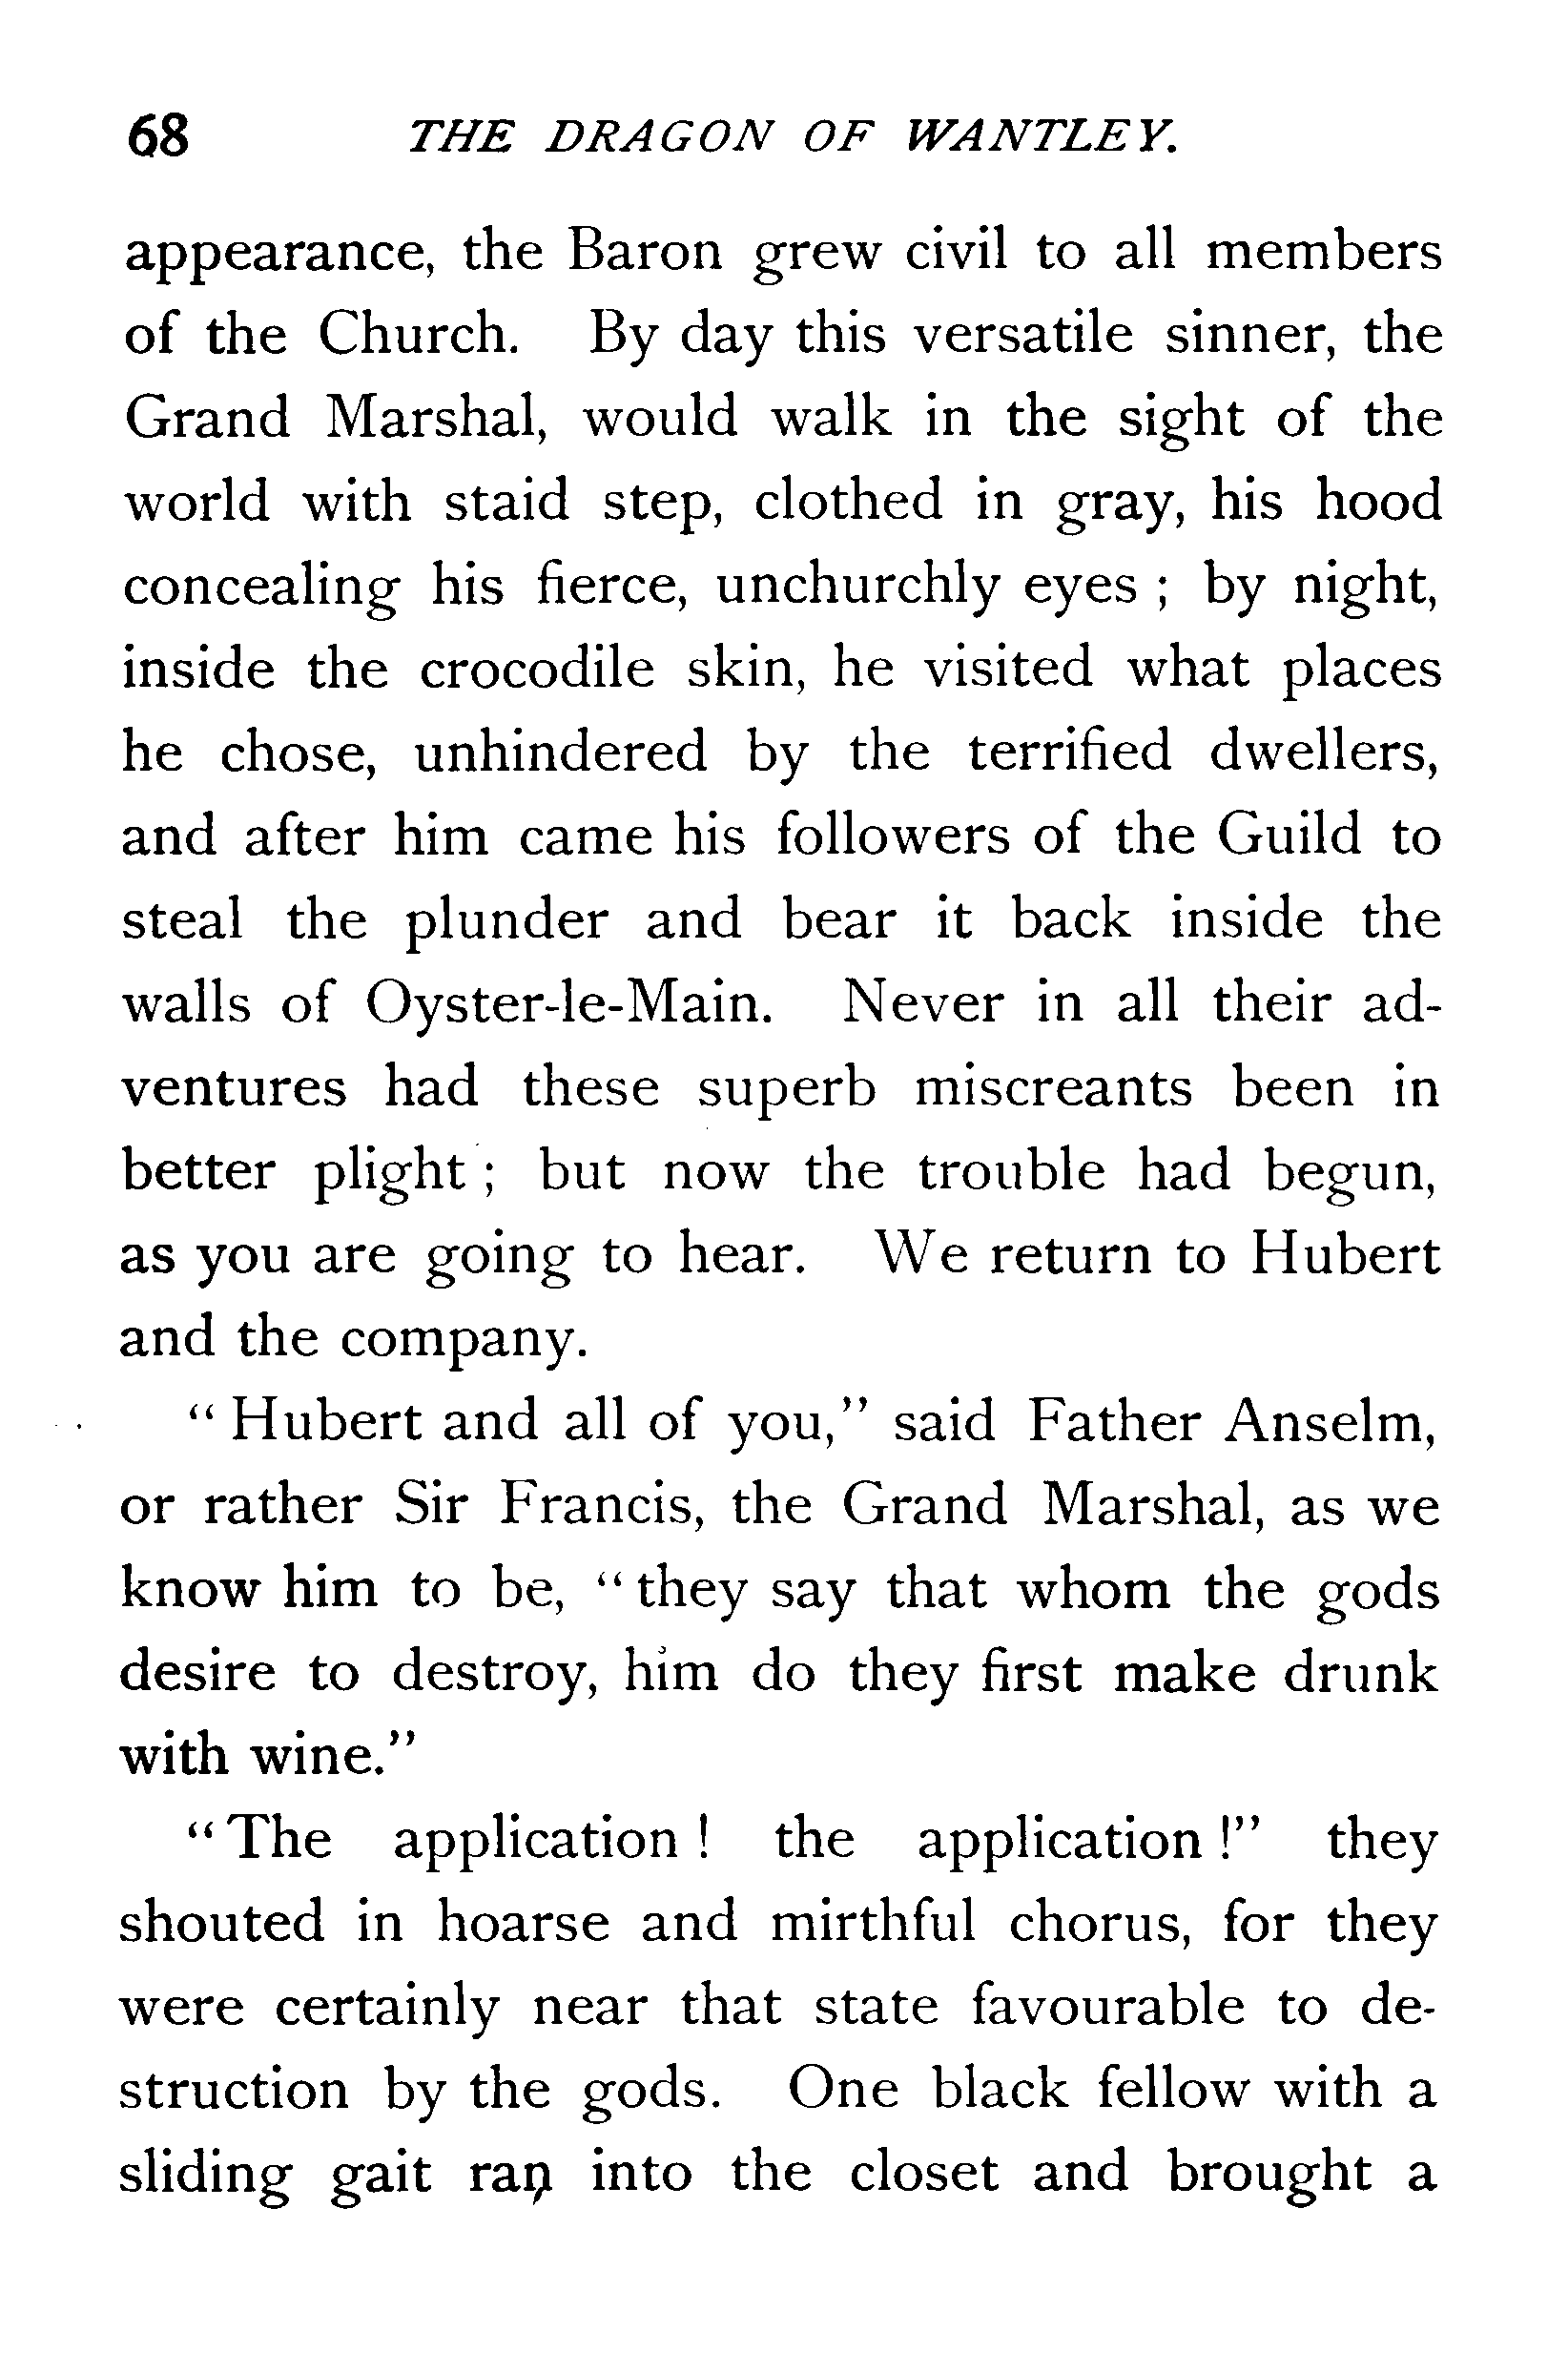 68 THE DRAGON OF WANTLEY.
appearance, the Baron grew civil to all members
of the Church. By day this versatile sinner, the
Grand Marshal, would walk in the sight of the
world with staid step, clothed in gray, his hood
concealing his fierce, unchurchly eyes ; by night,
inside the crocodile skin, he visited what places
he chose, unhindered by the terrified dwellers,
and after him came his followers of the Guild to
steal the plunder and bear it back inside the
walls of Oyster-le-Main. Never in all their ad-
ventures had these superb miscreants been in
better plight ; but now the trouble had begun,
as you are going to hear. We return to Hubert
and the company.
“ Hubert and all of you,” said Father Anselm,
or rather Sir Francis, the Grand Marshal, as we
know him to be, “ they say that whom the gods
desire to destroy, him do they first make drunk
with wine.”
“ The application ! the application !” they
shouted in hoarse and mirthful chorus, for they
were certainly near that state favourable to de-
struction by the gods. One black fellow with a
sliding gait ran into the closet and brought a